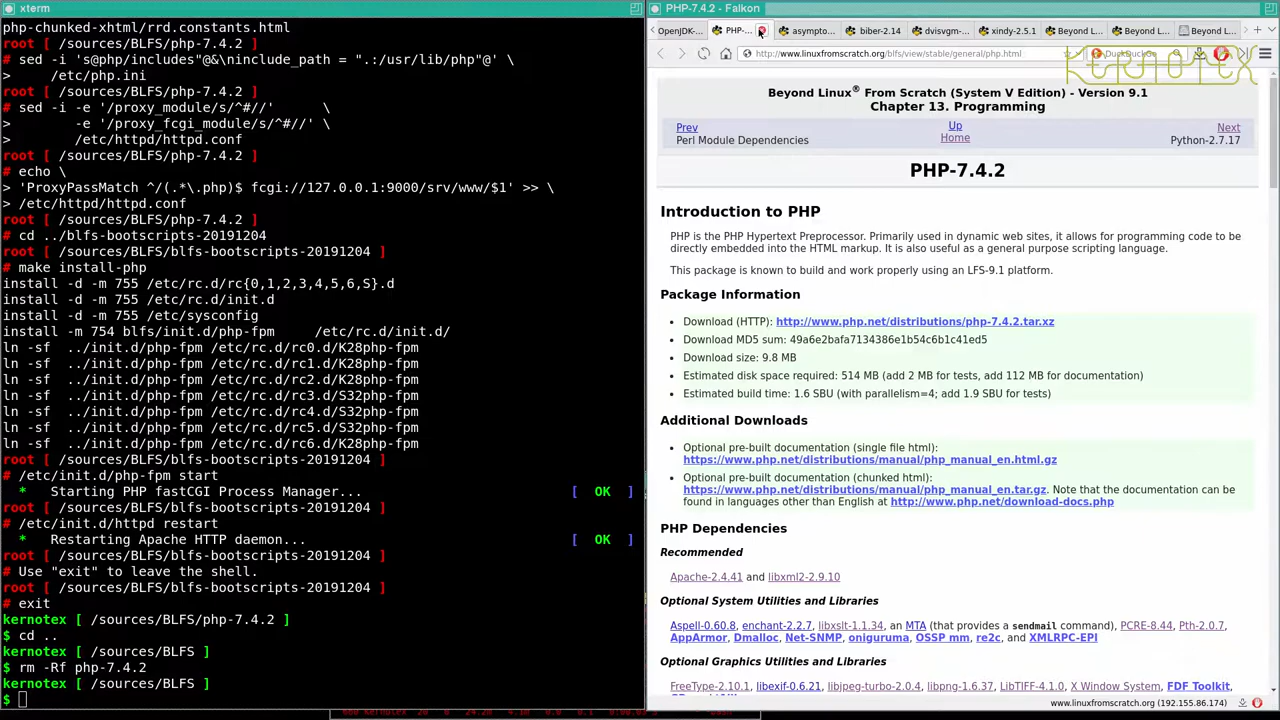 xterm
php-chunked-xhtml/rrd.constants.html
root [ /sources/BLFS/php-7.4.2 ]
# sed -i 's@php/includes"@&\ninclude_path = ".:/usr/lib/php"@' \
>     /etc/php.ini
root [ /sources/BLFS/php-7.4.2 ]
# sed -i -e '/proxy_module/s/^#//'      \
>        -e '/proxy_fcgi_module/s/^#//' \
>        /etc/httpd/httpd.conf
root [ /sources/BLFS/php-7.4.2 ]
# echo \
> 'ProxyPassMatch ^/(.*\.php)$ fcgi://127.0.0.1:9000/srv/www/$1' >> \
> /etc/httpd/httpd.conf
root [ /sources/BLFS/php-7.4.2 ]
# cd ../blfs-bootscripts-20191204
root [ /sources/BLFS/blfs-bootscripts-20191204 ]
# make install-php
install -d -m 755 /etc/rc.d/rc{0,1,2,3,4,5,6,S}.d
install -d -m 755 /etc/rc.d/init.d
install -d -m 755 /etc/sysconfig
install -m 754 blfs/init.d/php-fpm     /etc/rc.d/init.d/
ln -sf  ../init.d/php-fpm /etc/rc.d/rc0.d/K28php-fpm
ln -sf  ../init.d/php-fpm /etc/rc.d/rc1.d/K28php-fpm
ln -sf  ../init.d/php-fpm /etc/rc.d/rc2.d/K28php-fpm
ln -sf  ../init.d/php-fpm /etc/rc.d/rc3.d/S32php-fpm
ln -sf  ../init.d/php-fpm /etc/rc.d/rc4.d/S32php-fpm
ln -sf  ../init.d/php-fpm /etc/rc.d/rc5.d/S32php-fpm
ln -sf  ../init.d/php-fpm /etc/rc.d/rc6.d/K28php-fpm
root [ /sources/BLFS/blfs-bootscripts-20191204 ]
# /etc/init.d/php-fpm start
 *   Starting PHP fastCGI Process Manager...   [  OK  ]
root [ /sources/BLFS/blfs-bootscripts-20191204 ]
# /etc/init.d/httpd restart
 *   Restarting Apache HTTP daemon...   [  OK  ]
root [ /sources/BLFS/blfs-bootscripts-20191204 ]
# Use "exit" to leave the shell.
root [ /sources/BLFS/blfs-bootscripts-20191204 ]
# exit
kernotex [ /sources/BLFS/php-7.4.2 ]
$ cd ..
kernotex [ /sources/BLFS ]
$ rm -Rf php-7.4.2
kernotex [ /sources/BLFS ]
$
PHP-7.4.2 - Falkon
OpenJDK-... PHP-... asympto... biber-2.14 dvisvgm-... xindy-2.5.1 Beyond L... Beyond L... Beyond L...
http://www.linuxfromscratch.org/blfs/view/stable/general/php.html
KERNOTEX
Beyond Linux® From Scratch (System V Edition) - Version 9.1
Chapter 13. Programming
Prev Up Next
Perl Module Dependencies Home Python-2.7.17
PHP-7.4.2
Introduction to PHP
PHP is the PHP Hypertext Preprocessor. Primarily used in dynamic web sites, it allows for programming code to be
directly embedded into the HTML markup. It is also useful as a general purpose scripting language.
This package is known to build and work properly using an LFS-9.1 platform.
Package Information
• Download (HTTP): http://www.php.net/distributions/php-7.4.2.tar.xz
• Download MD5 sum: 49a6e2bafa7134386e1b54c6b1c41ed5
• Download size: 9.8 MB
• Estimated disk space required: 514 MB (add 2 MB for tests, add 112 MB for documentation)
• Estimated build time: 1.6 SBU (with parallelism=4; add 1.9 SBU for tests)
Additional Downloads
• Optional pre-built documentation (single file html):
https://www.php.net/distributions/manual/php_manual_en.html.gz
• Optional pre-built documentation (chunked html):
https://www.php.net/distributions/manual/php_manual_en.tar.gz. Note that the documentation can be
found in languages other than English at http://www.php.net/download-docs.php
PHP Dependencies
Recommended
Apache-2.4.41 and libxml2-2.9.10
Optional System Utilities and Libraries
Aspell-0.60.8, enchant-2.2.7, libxslt-1.1.34, an MTA (that provides a sendmail command), PCRE-8.44, Pth-2.0.7,
AppArmor, Dmalloc, Net-SNMP, oniguruma, OSSP mm, re2c, and XMLRPC-EPI
Optional Graphics Utilities and Libraries
FreeType-2.10.1, libexif-0.6.21, libjpeg-turbo-2.0.4, libpng-1.6.37, LibTIFF-4.1.0, X Window System, FDF Toolkit,
www.linuxfromscratch.org (192.155.86.174)